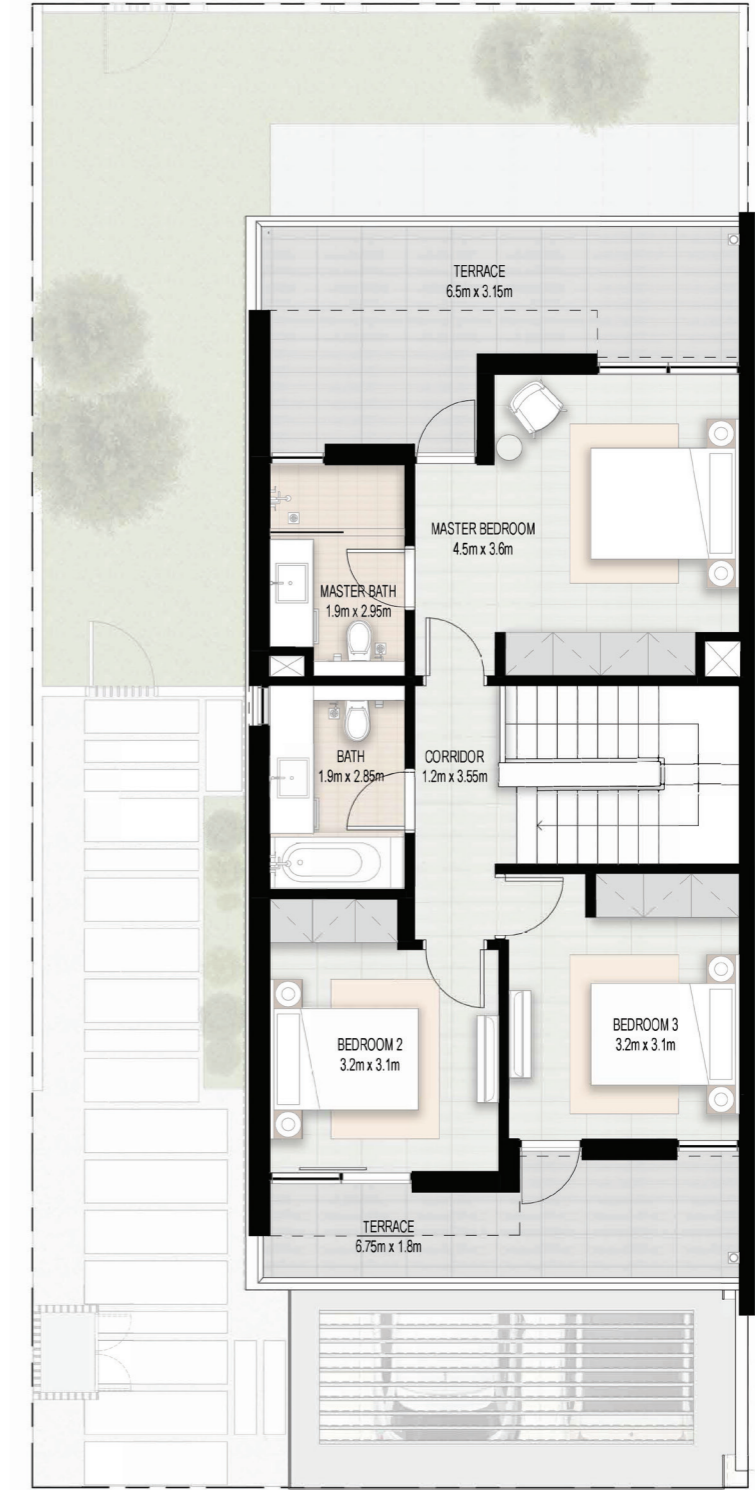 TERRACE
6.5m x 3.15m
MASTER BEDROOM
4.5m x 3.6m
MASTER BATH
1.9m x 2.95m
BATH
1.9m x 2.85m
CORRIDOR
1.2m x 3.55m
BEDROOM 2
3.2m x 3.1m
BEDROOM 3
3.2m x 3.1m
TERRACE
6.75m x 1.8m